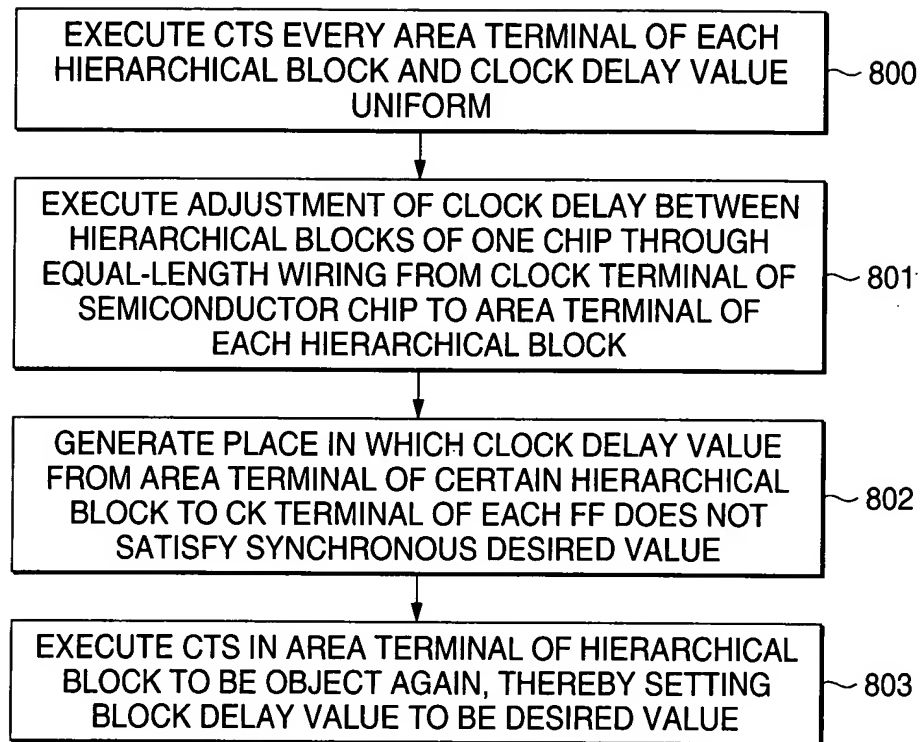 EXECUTE CTS EVERY AREA TERMINAL OF EACH
HIERARCHICAL BLOCK AND CLOCK DELAY VALUE
UNIFORM
800
EXECUTE ADJUSTMENT OF CLOCK DELAY BETWEEN
HIERARCHICAL BLOCKS OF ONE CHIP THROUGH
EQUAL-LENGTH WIRING FROM CLOCK TERMINAL OF
SEMICONDUCTOR CHIP TO AREA TERMINAL OF
EACH HIERARCHICAL BLOCK
801
GENERATE PLACE IN WHICH CLOCK DELAY VALUE
FROM AREA TERMINAL OF CERTAIN HIERARCHICAL
BLOCK TO CK TERMINAL OF EACH FF DOES NOT
SATISFY SYNCHRONOUS DESIRED VALUE
802
EXECUTE CTS IN AREA TERMINAL OF HIERARCHICAL
BLOCK TO BE OBJECT AGAIN, THEREBY SETTING
BLOCK DELAY VALUE TO BE DESIRED VALUE
803